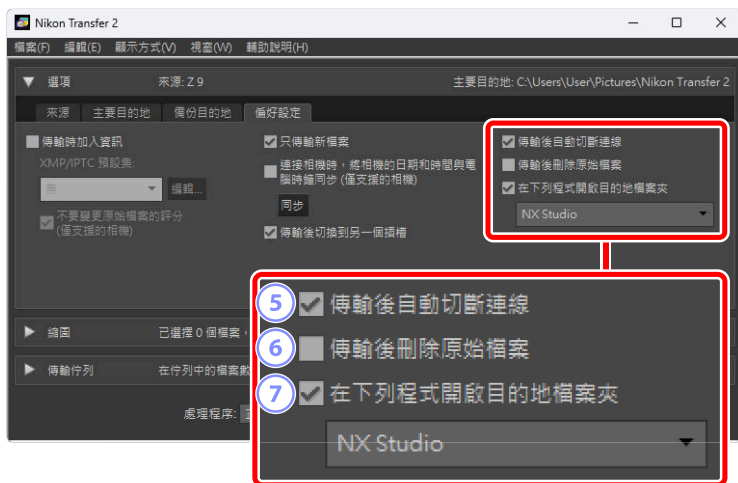 Nikon Transfer 2
檔案(F) 編輯(E) 顯示方式(V) 視窗(W) 輔助說明(H)
選項 來源: Z 9 主要目的地: C:\Users\User\Pictures\Nikon Transfer 2
來源 主要目的地 備份目的地 偏好設定
傳輸時加入資訊
XMP/IPTC 預設集:
無 編輯...
不要變更原始檔案的評分
(僅支援的相機)
只傳輸新檔案
連接相機時，將相機的日期和時間與電
腦時鐘同步 (僅支援的相機)
同步
傳輸後切換到另一個插槽
傳輸後自動切斷連線
傳輸後刪除原始檔案
在下列程式開啟目的地檔案夾
NX Studio
縮圖 已選擇 0 個檔案，
傳輸佇列 在佇列中的檔案數
處理程序:
5 傳輸後自動切斷連線
6 傳輸後刪除原始檔案
7 在下列程式開啟目的地檔案夾
NX Studio